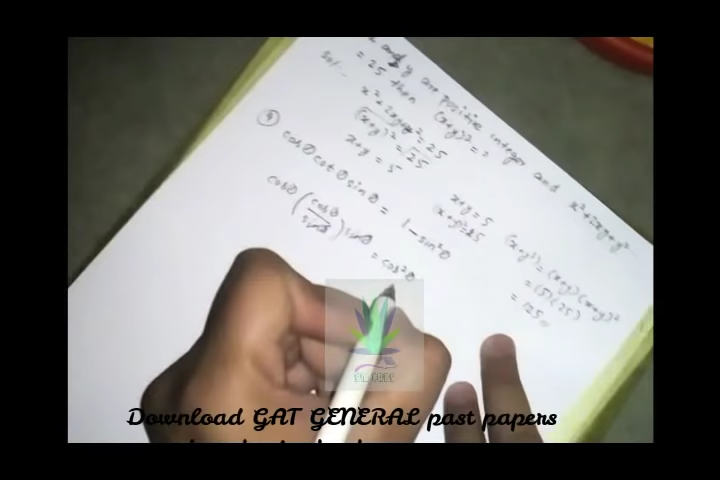 x and y are positive integer and x²+2xy+y²
= 25 then (x+y)³ = ?
Sol:-
x²+2xy+y² = 25
(x+y)² = 25
x+y = 5
x+y = 5
(x+y)² = 25
(x+y)³ = (x+y)(x+y)²
= (5)(25)
= 125
cosθ cotθ sinθ = 1-sin²θ
cosθ (cosθ/sinθ) sinθ = cos²θ
Download GAT GENERAL past papers